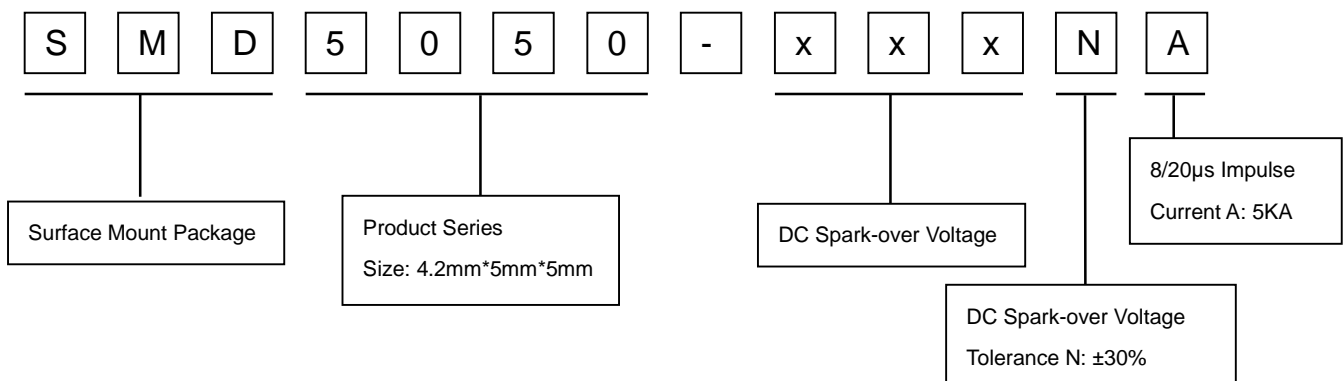 S M D 5 0 5 0 - x x x N A
8/20μs Impulse
Current A: 5KA
Surface Mount Package
Product Series
Size: 4.2mm*5mm*5mm
DC Spark-over Voltage
DC Spark-over Voltage
Tolerance N: ±30%